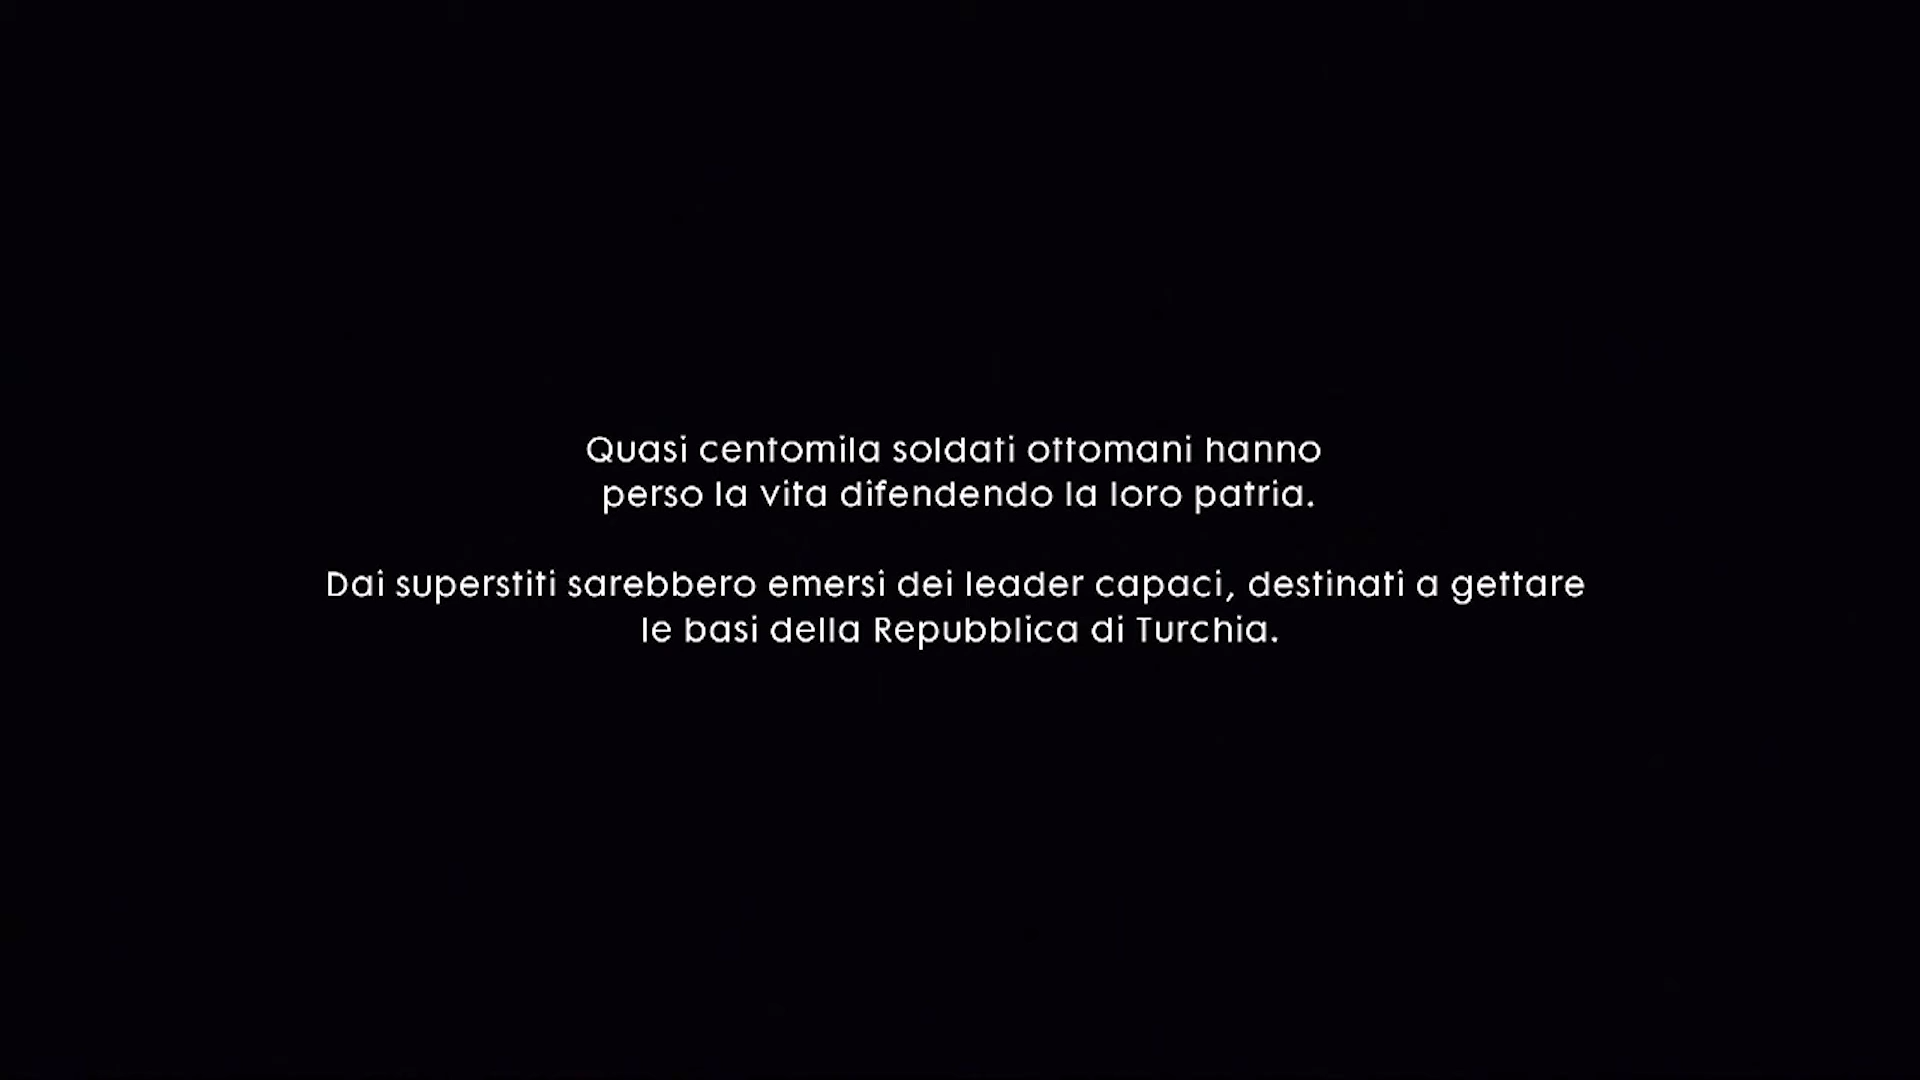 Quasi centomila soldati ottomani hanno
perso la vita difendendo la loro patria.
Dai superstiti sarebbero emersi dei leader capaci, destinati a gettare
le basi della Repubblica di Turchia.